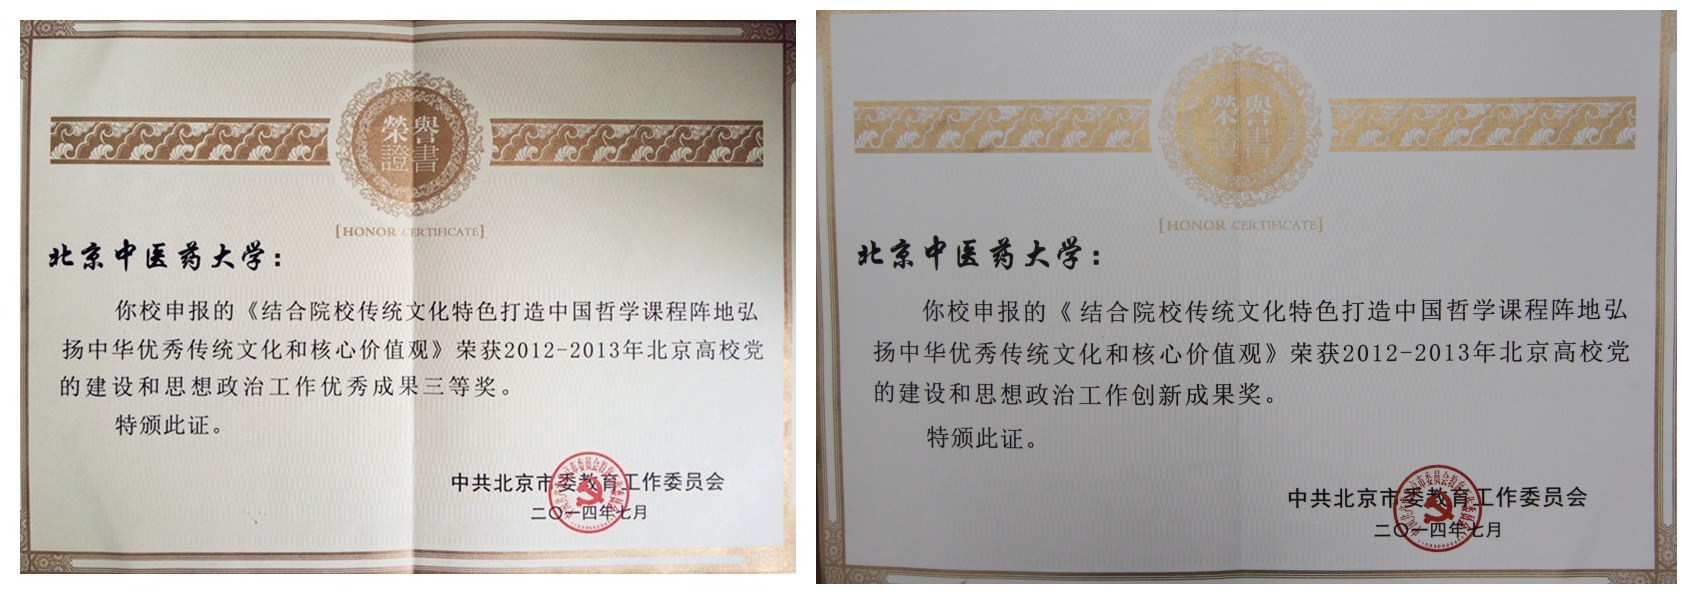 榮譽
證書
[HONOR CERTIFICATE]
北京中医药大学：
你校申报的《结合院校传统文化特色打造中国哲学课程阵地弘
扬中华优秀传统文化和核心价值观》荣获2012-2013年北京高校党
的建设和思想政治工作优秀成果三等奖。
特颁此证。
中共北京市委教育工作委员会
二〇一四年七月
榮譽
證書
[HONOR CERTIFICATE]
北京中医药大学：
你校申报的《结合院校传统文化特色打造中国哲学课程阵地弘
扬中华优秀传统文化和核心价值观》荣获2012-2013年北京高校党
的建设和思想政治工作创新成果奖。
特颁此证。
中共北京市委教育工作委员会
二〇一四年七月